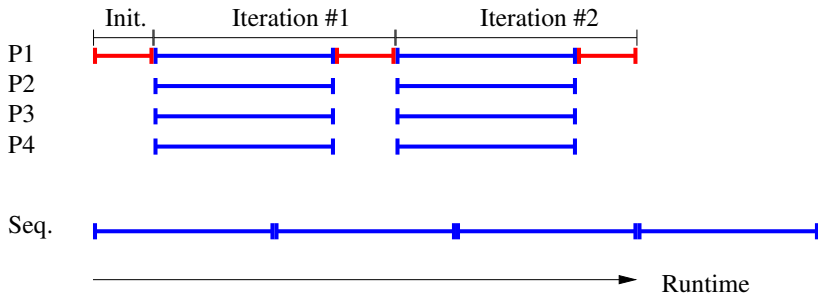 Init. Iteration #1 Iteration #2
P1
P2
P3
P4
Seq.
Runtime